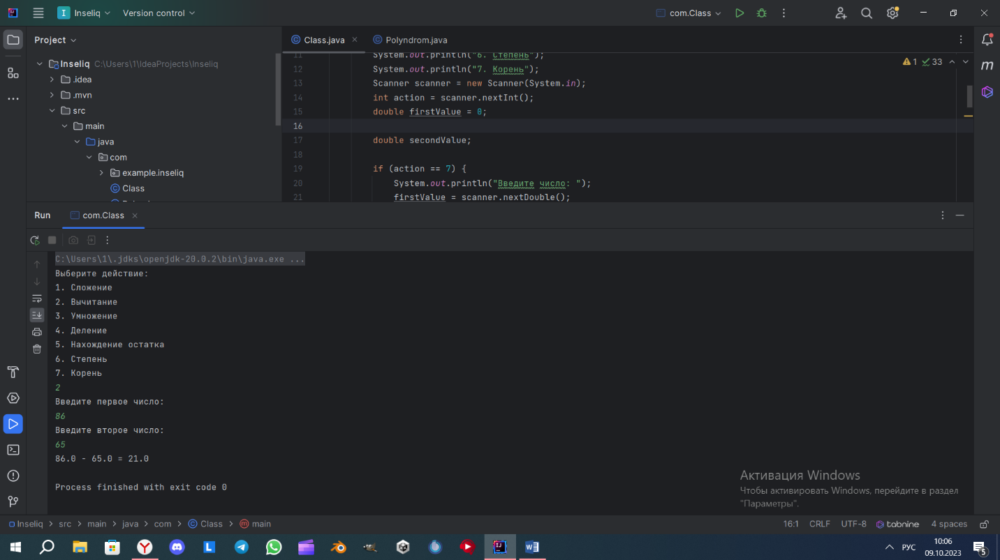 I Inseliq Version control com.Class
Project
Class.java Polyndrom.java
Inseliq C:\Users\1\IdeaProjects\Inseliq
.idea
.mvn
src
main
java
com
example.inseliq
Class
11 System.out.println("6. Степень");
12 System.out.println("7. Корень");
13 Scanner scanner = new Scanner(System.in);
14 int action = scanner.nextInt();
15 double firstValue = 0;
16
17 double secondValue;
18
19 if (action == 7) {
20 System.out.println("Введите число: ");
21 firstValue = scanner.nextDouble();
1 33
m
Run com.Class
C:\Users\1\.jdks\openjdk-20.0.2\bin\java.exe ...
Выберите действие:
1. Сложение
2. Вычитание
3. Умножение
4. Деление
5. Нахождение остатка
6. Степень
7. Корень
2
Введите первое число:
86
Введите второе число:
65
86.0 - 65.0 = 21.0
Process finished with exit code 0
Активация Windows
Чтобы активировать Windows, перейдите в раздел
"Параметры".
Inseliq > src > main > java > com > Class > main 16:1 CRLF UTF-8 tabnine 4 spaces
РУС 10:06
09.10.2023 5